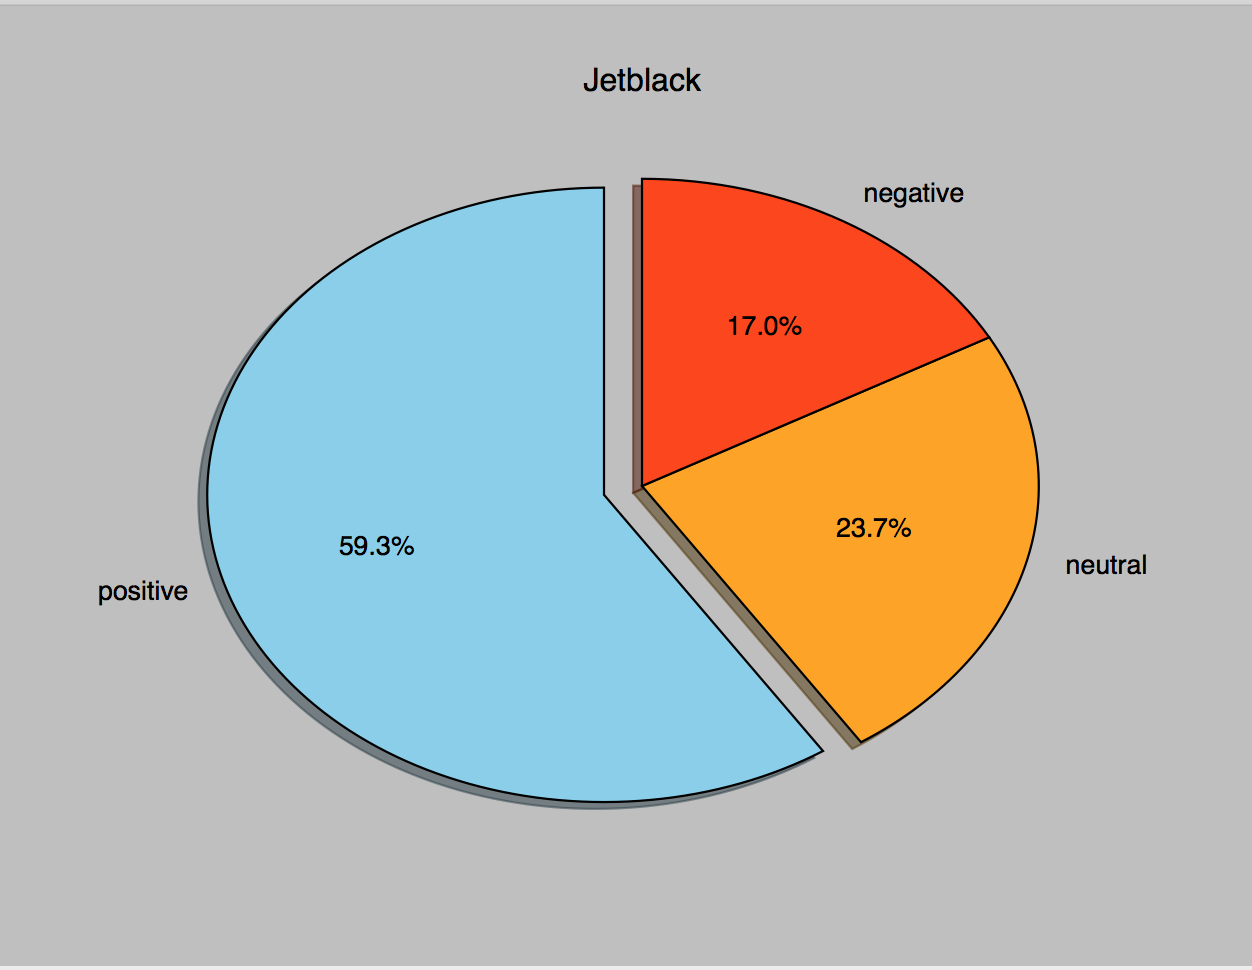 Jetblack
negative
17.0%
23.7%
59.3%
neutral
positive